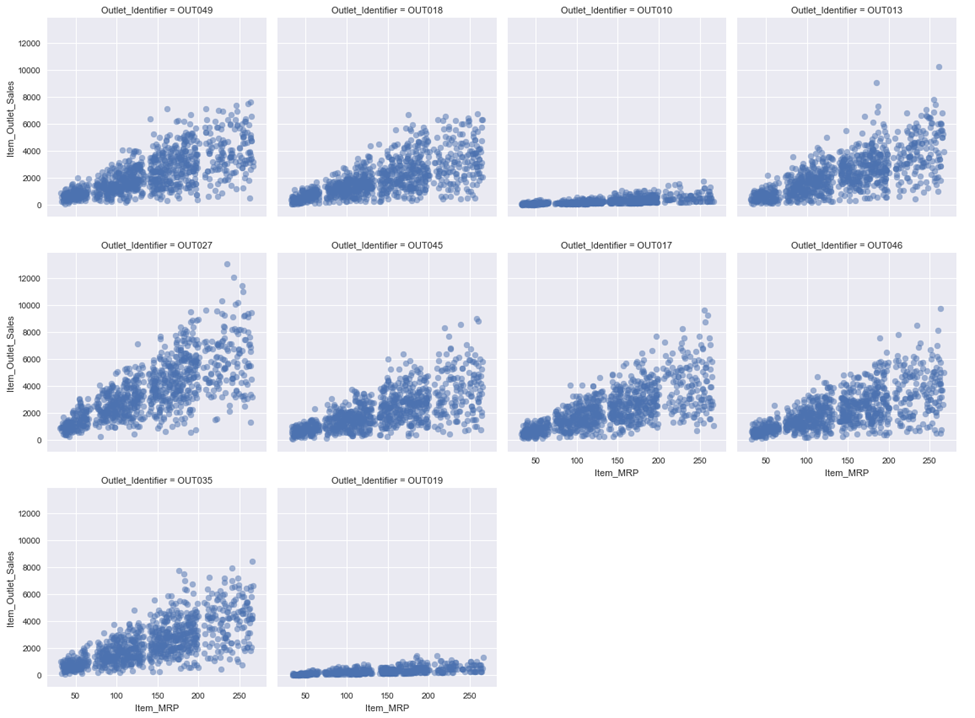 Outlet_Identifier = OUT049
Outlet_Identifier = OUT018
Outlet_Identifier = OUT010
Outlet_Identifier = OUT013
12000
10000
8000
6000
4000
2000
0
Item_Outlet_Sales
Outlet_Identifier = OUT027
Outlet_Identifier = OUT045
Outlet_Identifier = OUT017
Outlet_Identifier = OUT046
12000
10000
8000
6000
4000
2000
0
Item_Outlet_Sales
50 100 150 200 250
Item_MRP
50 100 150 200 250
Item_MRP
Outlet_Identifier = OUT035
Outlet_Identifier = OUT019
12000
10000
8000
6000
4000
2000
0
Item_Outlet_Sales
50 100 150 200 250
Item_MRP
50 100 150 200 250
Item_MRP